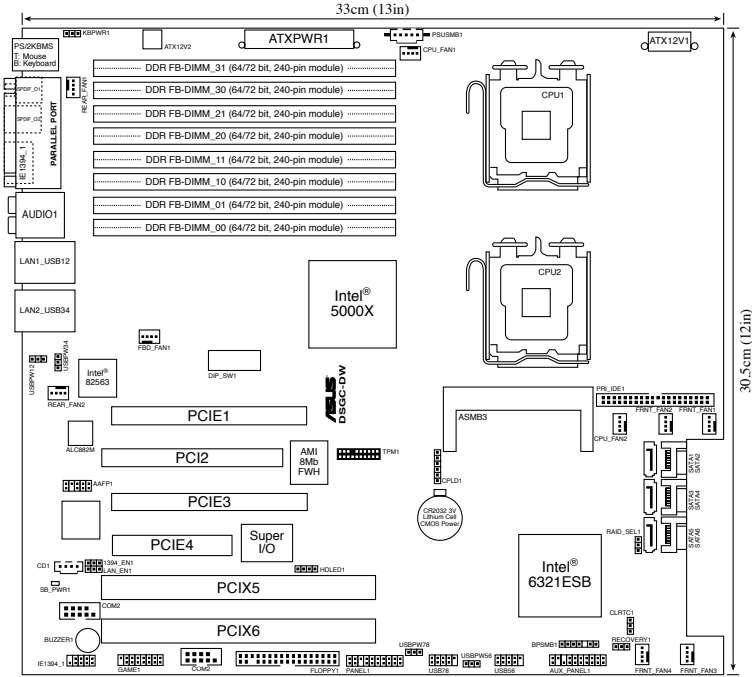 33cm (13in)
30.5cm (12in)
PS/2KBMS
T: Mouse
B: Keyboard
KBPWR1
ATX12V2
ATXPWR1
PSUSMB1
CPU_FAN1
ATX12V1
SPDIF_O1
SPDIF_O2
REAR_FAN1
PARALLEL PORT
IE1394_1
DDR FB-DIMM_31 (64/72 bit, 240-pin module)
DDR FB-DIMM_30 (64/72 bit, 240-pin module)
DDR FB-DIMM_21 (64/72 bit, 240-pin module)
DDR FB-DIMM_20 (64/72 bit, 240-pin module)
DDR FB-DIMM_11 (64/72 bit, 240-pin module)
DDR FB-DIMM_10 (64/72 bit, 240-pin module)
DDR FB-DIMM_01 (64/72 bit, 240-pin module)
DDR FB-DIMM_00 (64/72 bit, 240-pin module)
CPU1
CPU2
AUDIO1
LAN1_USB12
LAN2_USB34
Intel®
5000X
FBD_FAN1
USBPW12
USBPW34
Intel®
82563
REAR_FAN2
DIP_SW1
ASUS
DSGC-DW
PCIE1
ALC882M
PCI2
AMI
8Mb
FWH
TPM1
ASMB3
PRI_IDE1
FRNT_FAN2
FRNT_FAN1
CPU_FAN2
CPLD1
CR2032 3V
Lithium Cell
CMOS Power
SATA1
SATA2
SATA3
SATA4
SATA5
SATA6
RAID_SEL1
AAFP1
PCIE3
PCIE4
Super
I/O
CD1
1394_EN1
LAN_EN1
HDLED1
SB_PWR1
PCIX5
Intel®
6321ESB
COM2
PCIX6
BUZZER1
CLRTC1
RECOVERY1
BPSMB1
USBPW78
USBPW56
IE1394_1
GAME1
COM2
FLOPPY1
PANEL1
USB78
USB56
AUX_PANEL1
FRNT_FAN4
FRNT_FAN3